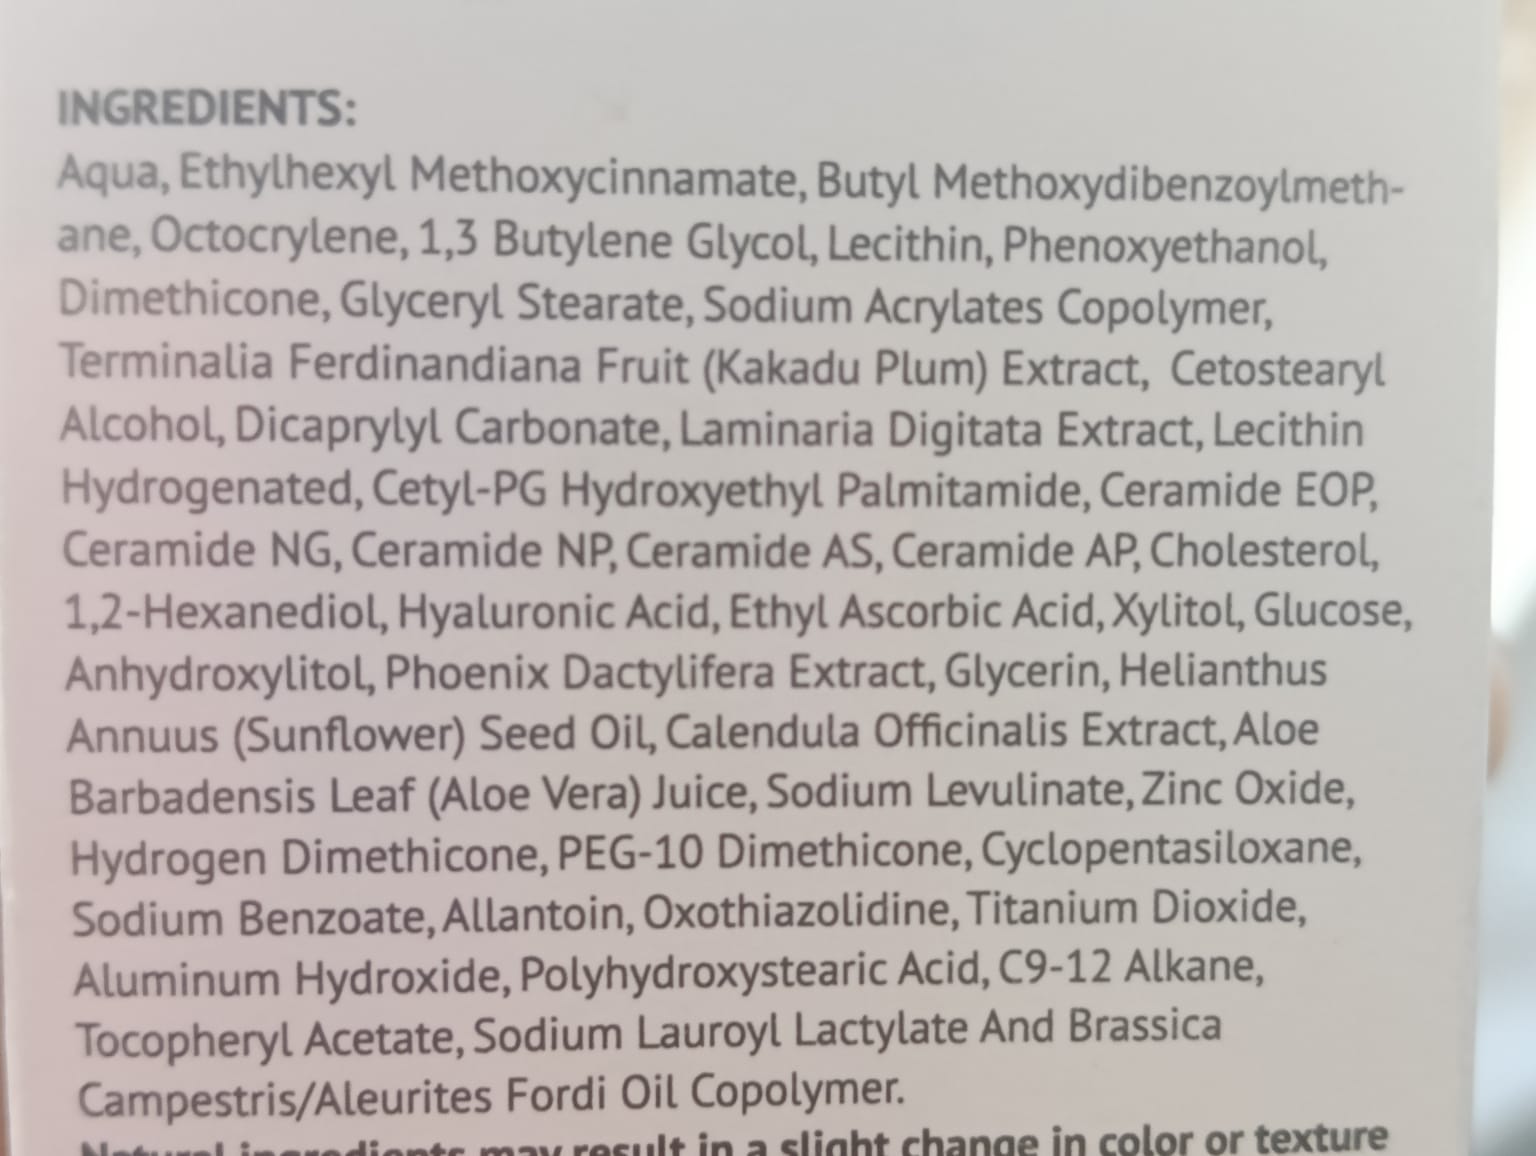 INGREDIENTS:
Aqua, Ethylhexyl Methoxycinnamate, Butyl Methoxydibenzoylmeth-
ane, Octocrylene, 1,3 Butylene Glycol, Lecithin, Phenoxyethanol,
Dimethicone, Glyceryl Stearate, Sodium Acrylates Copolymer,
Terminalia Ferdinandiana Fruit (Kakadu Plum) Extract, Cetostearyl
Alcohol, Dicaprylyl Carbonate, Laminaria Digitata Extract, Lecithin
Hydrogenated, Cetyl-PG Hydroxyethyl Palmitamide, Ceramide EOP,
Ceramide NG, Ceramide NP, Ceramide AS, Ceramide AP, Cholesterol,
1,2-Hexanediol, Hyaluronic Acid, Ethyl Ascorbic Acid, Xylitol, Glucose,
Anhydroxylitol, Phoenix Dactylifera Extract, Glycerin, Helianthus
Annuus (Sunflower) Seed Oil, Calendula Officinalis Extract, Aloe
Barbadensis Leaf (Aloe Vera) Juice, Sodium Levulinate, Zinc Oxide,
Hydrogen Dimethicone, PEG-10 Dimethicone, Cyclopentasiloxane,
Sodium Benzoate, Allantoin, Oxothiazolidine, Titanium Dioxide,
Aluminum Hydroxide, Polyhydroxystearic Acid, C9-12 Alkane,
Tocopheryl Acetate, Sodium Lauroyl Lactylate And Brassica
Campestris/Aleurites Fordi Oil Copolymer.
Natural ingredients may result in a slight change in color or texture